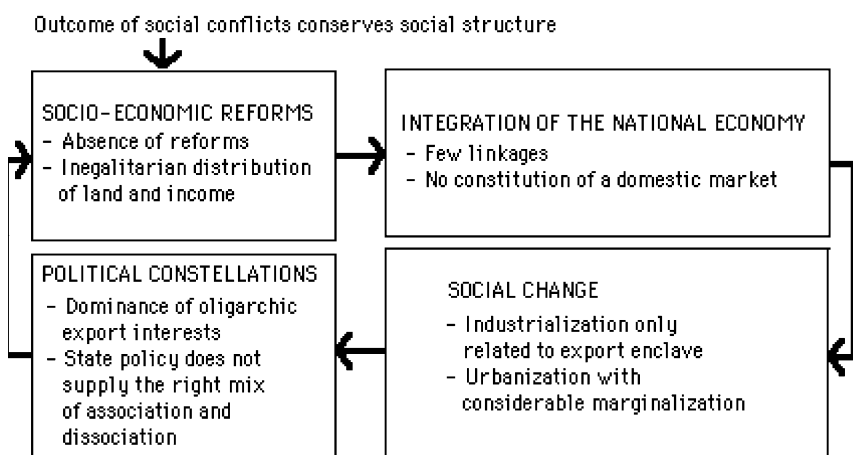 Outcome of social conflicts conserves social structure
SOCIO-ECONOMIC REFORMS
- Absence of reforms
- Inegalitarian distribution
of land and income
INTEGRATION OF THE NATIONAL ECONOMY
- Few linkages
- No constitution of a domestic market
POLITICAL CONSTELLATIONS
- Dominance of oligarchic
export interests
- State policy does not
supply the right mix
of association and
dissociation
SOCIAL CHANGE
- Industrialization only
related to export enclave
- Urbanization with
considerable marginalization